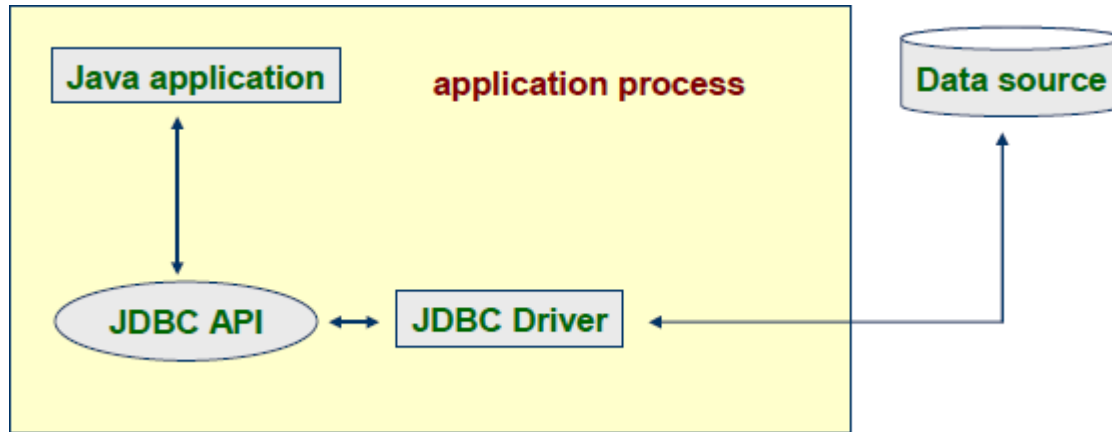 Java application
application process
Data source
JDBC API
JDBC Driver